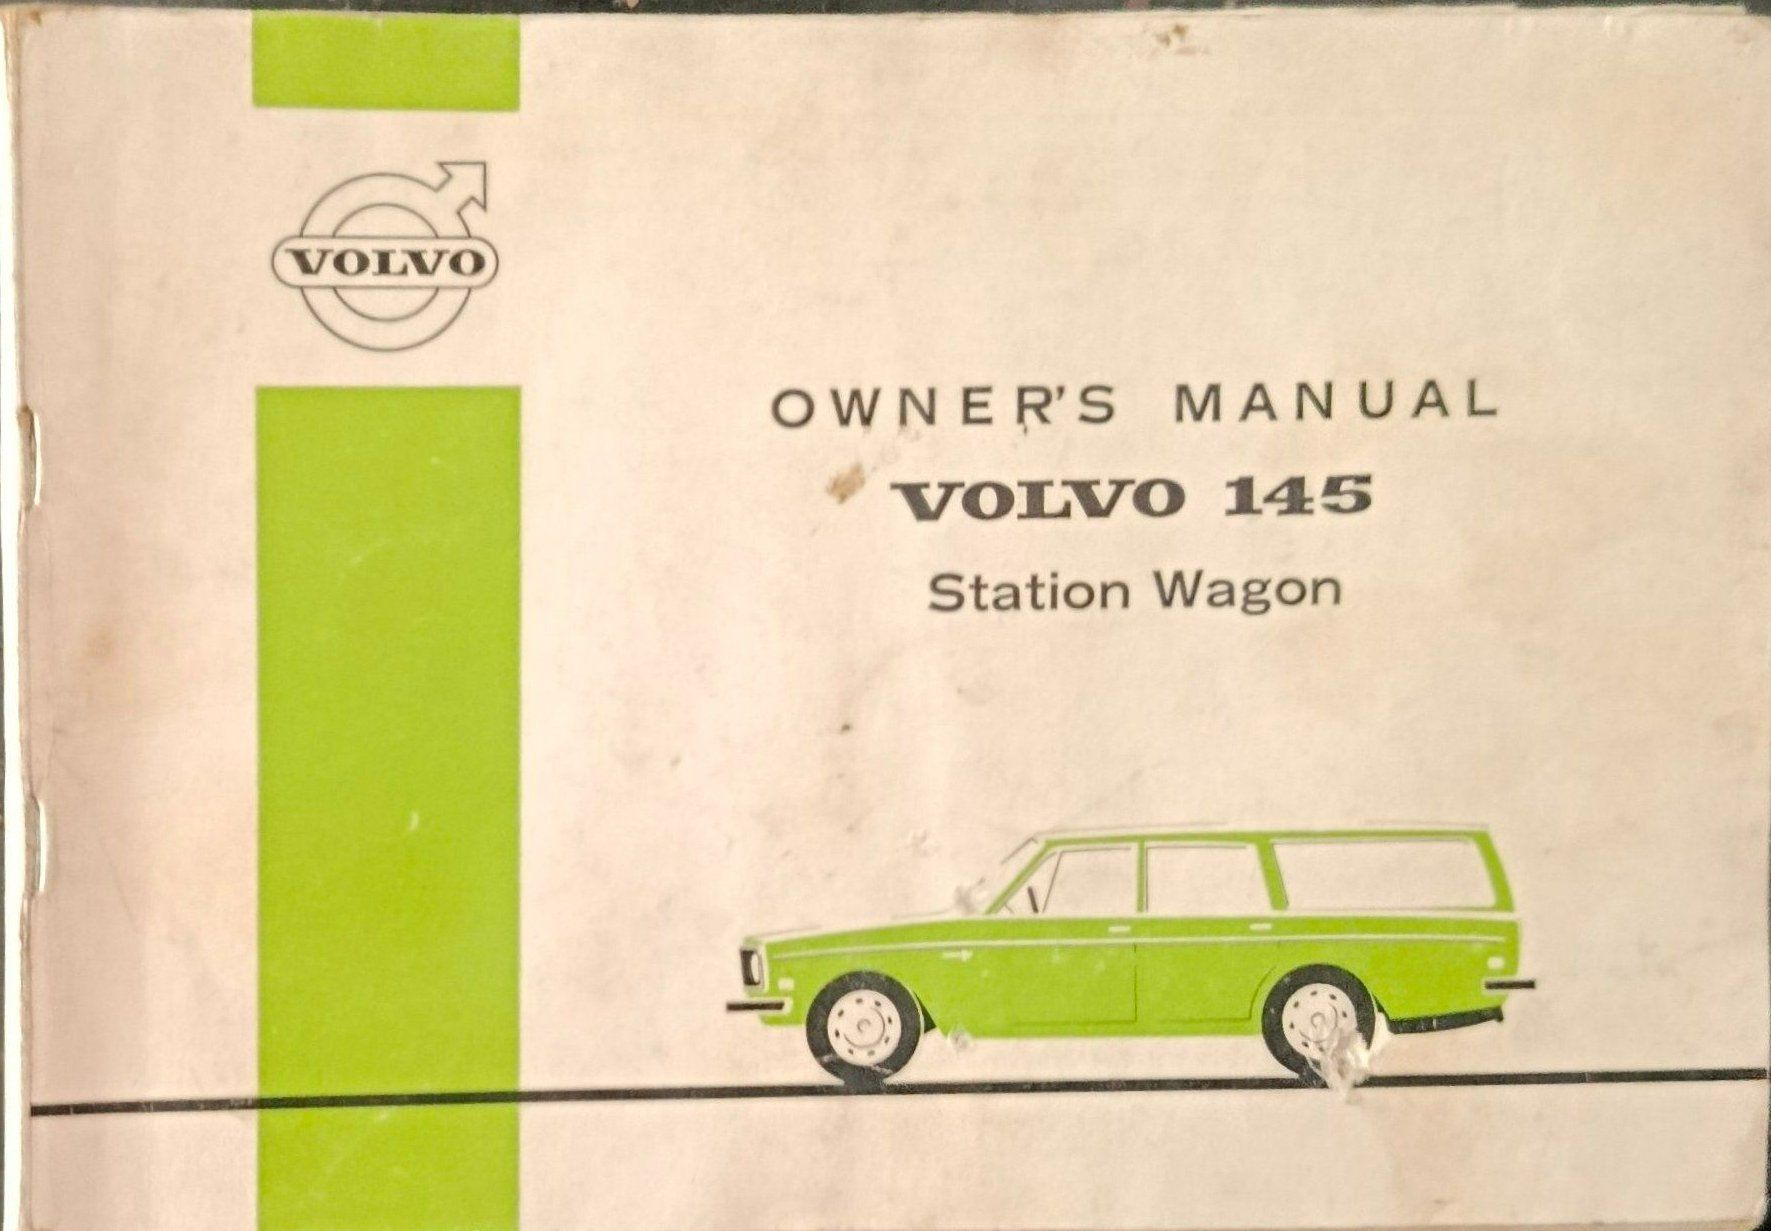 VOLVO
OWNER'S MANUAL
VOLVO 145
Station Wagon